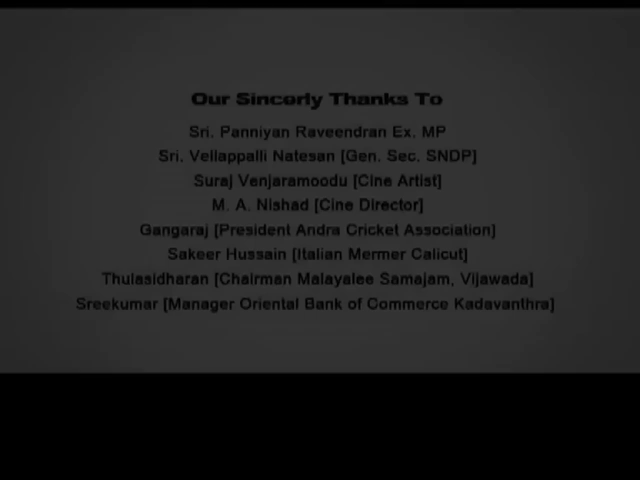 Our Sincerly Thanks To
Sri. Panniyan Raveendran Ex. MP
Sri. Vellappalli Natesan [Gen. Sec. SNDP]
Suraj Venjaramoodu [Cine Artist]
M. A. Nishad [Cine Director]
Gangaraj [President Andra Cricket Association]
Sakeer Hussain [Italian Mermer Calicut]
Thulasidharan [Chairman Malayalee Samajam, Vijawada]
Sreekumar [Manager Oriental Bank of Commerce Kadavanthra]